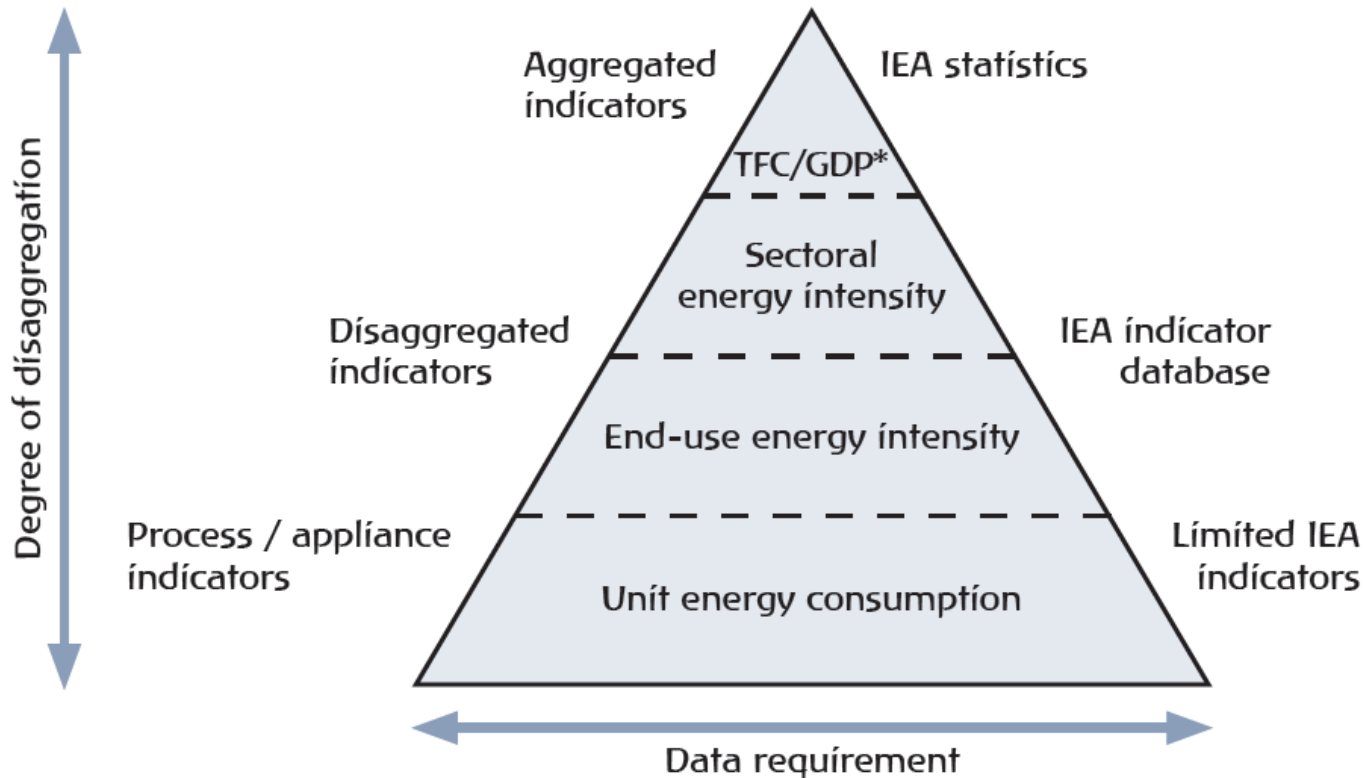 Aggregated
indicators
IEA statistics
TFC/GDP*
Sectoral
energy intensity
Disaggregated
indicators
IEA indicator
database
End-use energy intensity
Process / appliance
indicators
Limited IEA
indicators
Unit energy consumption
Degree of disaggregation
Data requirement